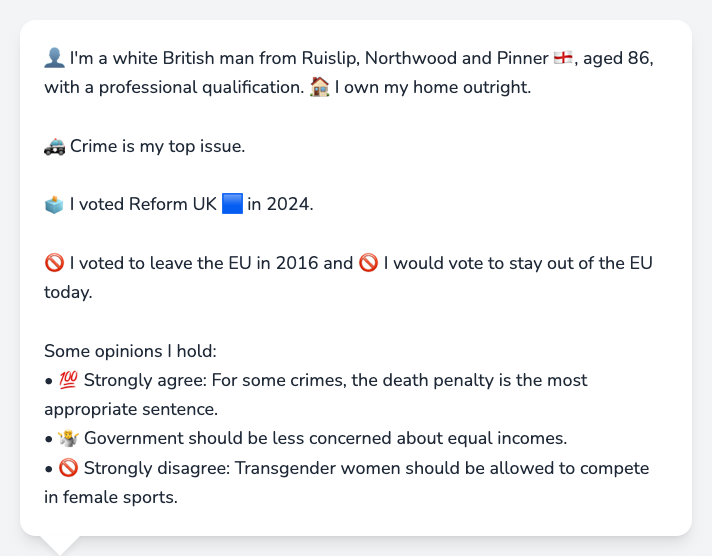 👤 I'm a white British man from Ruislip, Northwood and Pinner 🏴󠁧󠁢󠁥󠁮󠁧󠁿, aged 86,
with a professional qualification. 🏠 I own my home outright.
🚓 Crime is my top issue.
🗳️ I voted Reform UK 🟦 in 2024.
🚫 I voted to leave the EU in 2016 and 🚫 I would vote to stay out of the EU
today.
Some opinions I hold:
• 💯 Strongly agree: For some crimes, the death penalty is the most
appropriate sentence.
• 🤷 Government should be less concerned about equal incomes.
• 🚫 Strongly disagree: Transgender women should be allowed to compete
in female sports.